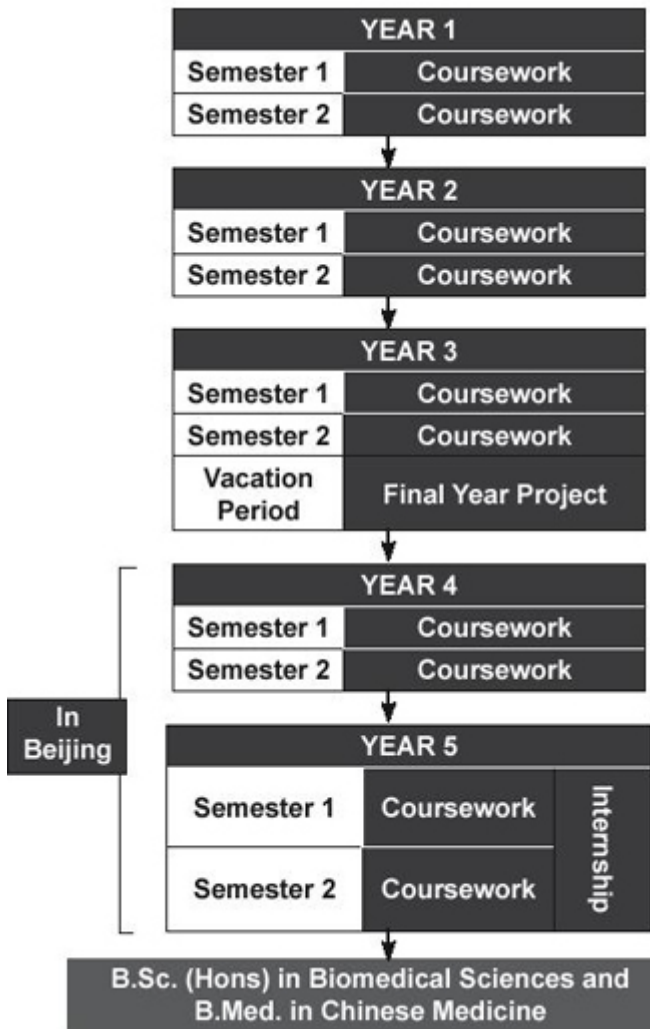 YEAR 1
Semester 1 Coursework
Semester 2 Coursework
YEAR 2
Semester 1 Coursework
Semester 2 Coursework
YEAR 3
Semester 1 Coursework
Semester 2 Coursework
Vacation
Period
Final Year Project
In
Beijing
YEAR 4
Semester 1 Coursework
Semester 2 Coursework
YEAR 5
Semester 1 Coursework
Semester 2 Coursework
Internship
B.Sc. (Hons) in Biomedical Sciences and
B.Med. in Chinese Medicine